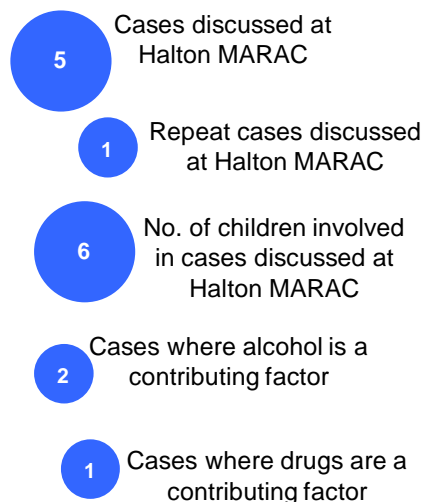 5
Cases discussed at
Halton MARAC
1
Repeat cases discussed
at Halton MARAC
6
No. of children involved
in cases discussed at
Halton MARAC
2
Cases where alcohol is a
contributing factor
1
Cases where drugs are a
contributing factor